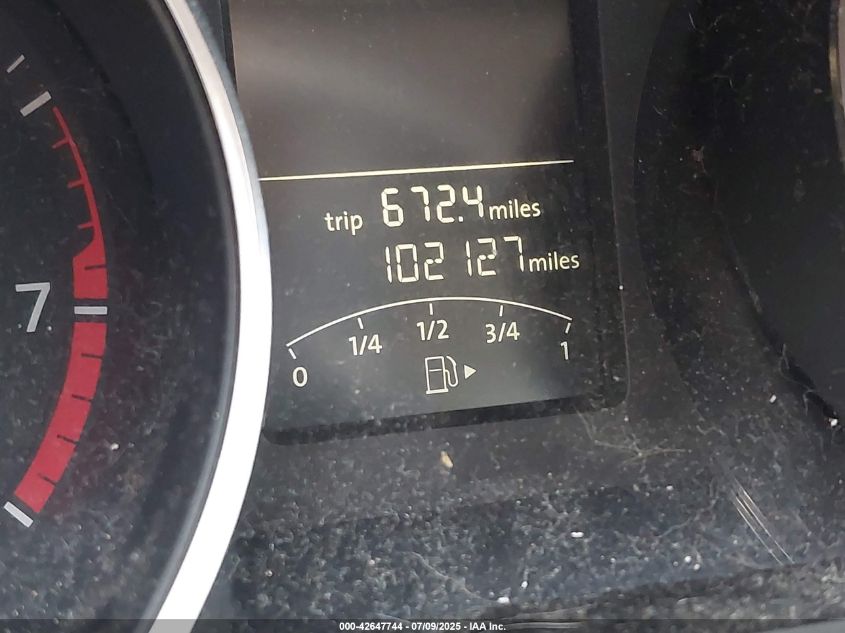 7
trip 672.4 miles
102127 miles
0 1/4 1/2 3/4 1
000-42647744 - 07/09/2025 - IAA Inc.